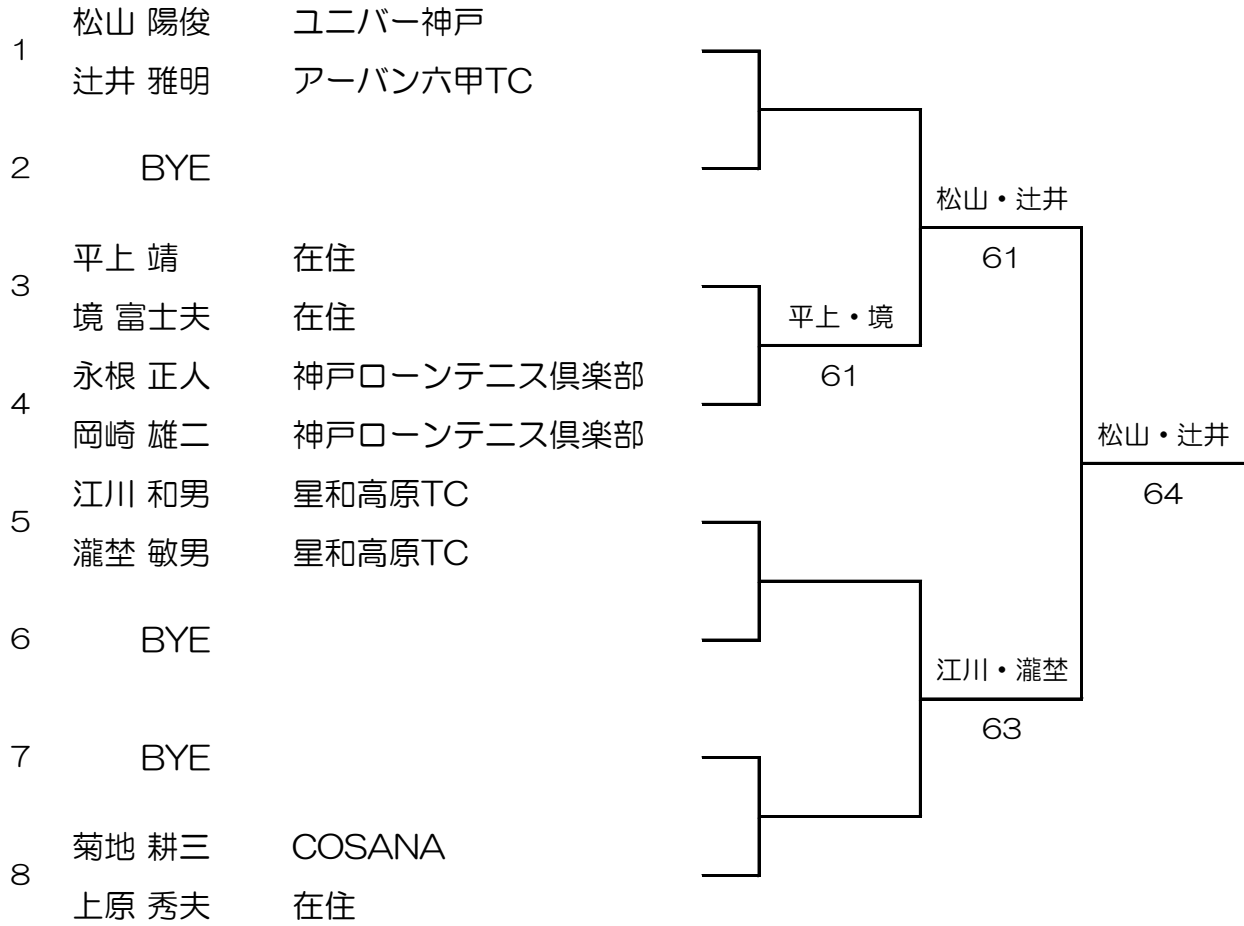 松山 陽俊 ユニバー神戸
1
辻井 雅明 アーバン六甲TC
2 BYE
松山・辻井
平上 靖 在住
61
3
境 富士夫 在住
平上・境
永根 正人 神戸ローンテニス倶楽部
61
4
岡崎 雄二 神戸ローンテニス倶楽部
松山・辻井
江川 和男 星和高原TC
64
5
瀧埜 敏男 星和高原TC
6 BYE
江川・瀧埜
63
7 BYE
菊地 耕三 COSANA
8
上原 秀夫 在住